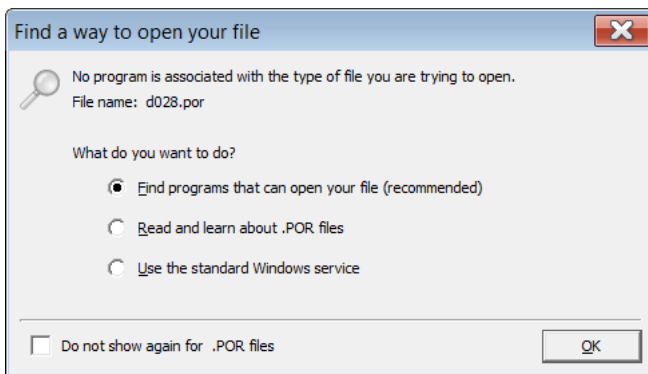 Find a way to open your file
No program is associated with the type of file you are trying to open.
File name: d028.por
What do you want to do?
Find programs that can open your file (recommended)
Read and learn about .POR files
Use the standard Windows service
Do not show again for .POR files
OK